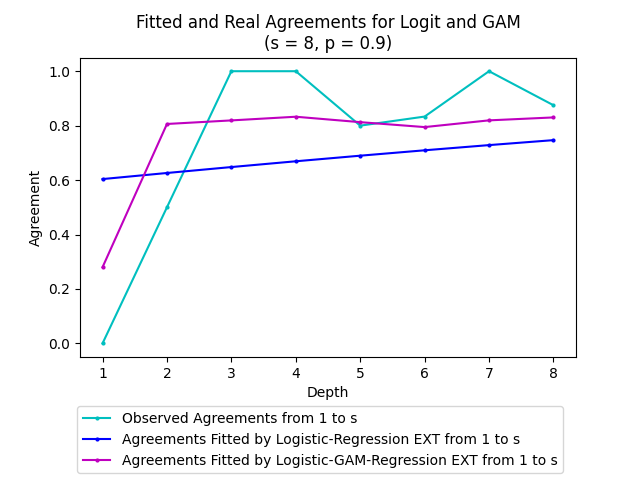 Fitted and Real Agreements for Logit and GAM
(s = 8, p = 0.9)
1.0
0.8
0.6
0.4
0.2
0.0
Agreement
1 2 3 4 5 6 7 8
Depth
Observed Agreements from 1 to s
Agreements Fitted by Logistic-Regression EXT from 1 to s
Agreements Fitted by Logistic-GAM-Regression EXT from 1 to s